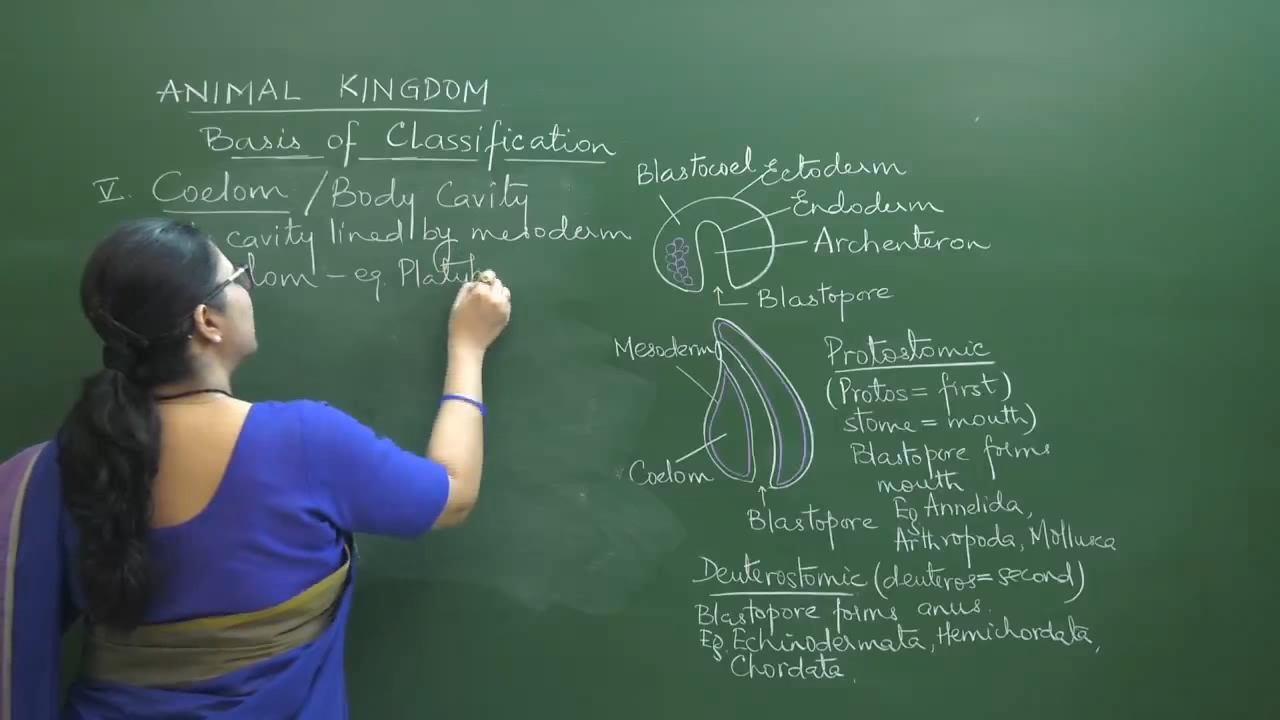 ANIMAL KINGDOM
Basis of Classification
V. Coelom / Body Cavity
cavity lined by mesoderm
lom - eg. Platy
Blastocoel
Ectoderm
Endoderm
Archenteron
Blastopore
Mesoderm
Coelom
Blastopore
Protostomic
(Protos = first)
stome = mouth)
Blastopore forms
mouth
Eg Annelida,
Arthropoda, Mollusca
Deuterostomic (deuteros = second)
Blastopore forms anus.
Eg. Echinodermata, Hemichordata,
Chordata.